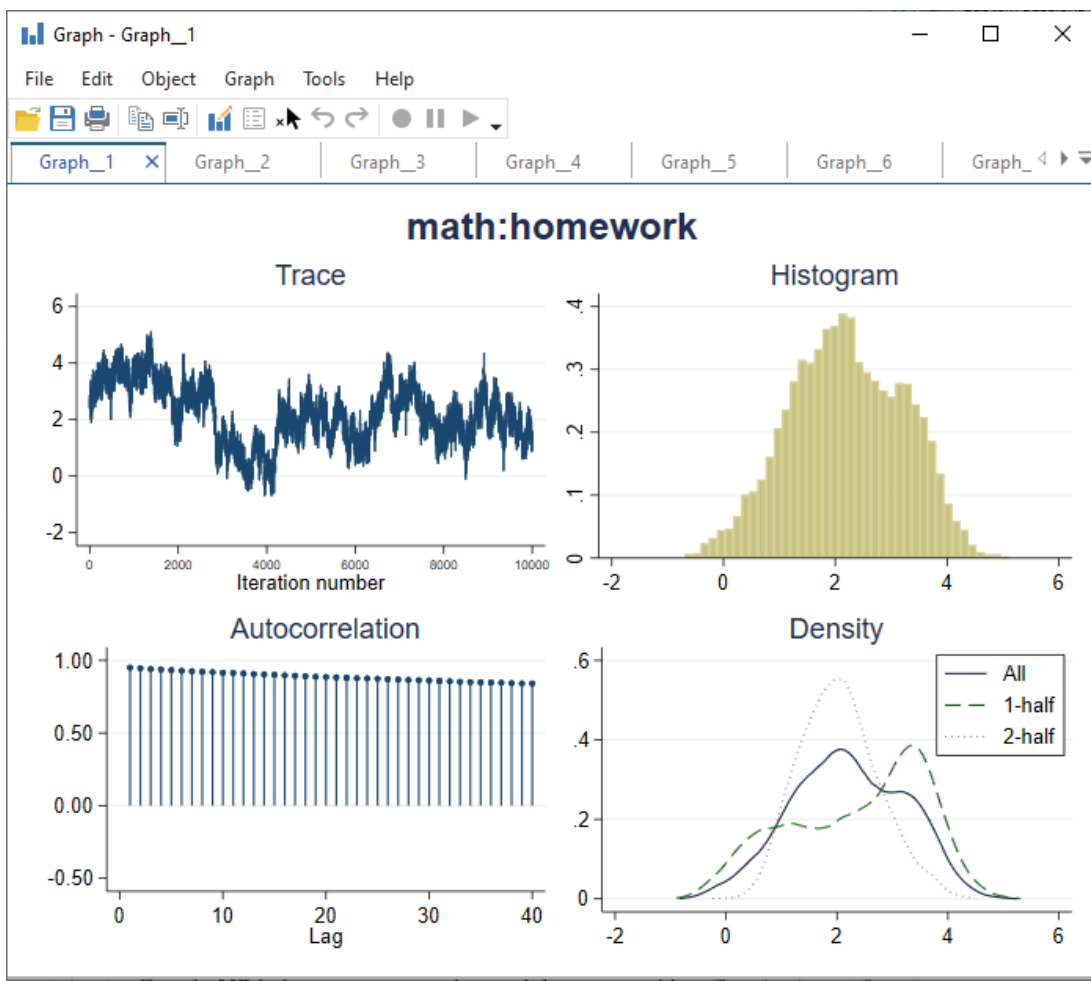 Graph - Graph__1
File Edit Object Graph Tools Help
Graph__1 Graph__2 Graph__3 Graph__4 Graph__5 Graph__6 Graph_
math:homework
Trace
6
4
2
0
-2
0 2000 4000 6000 8000 10000
Iteration number
Histogram
.4
.3
.2
.1
0
-2 0 2 4 6
Autocorrelation
1.00
0.50
0.00
-0.50
0 10 20 30 40
Lag
Density
.6
.4
.2
0
-2 0 2 4 6
All
1-half
2-half